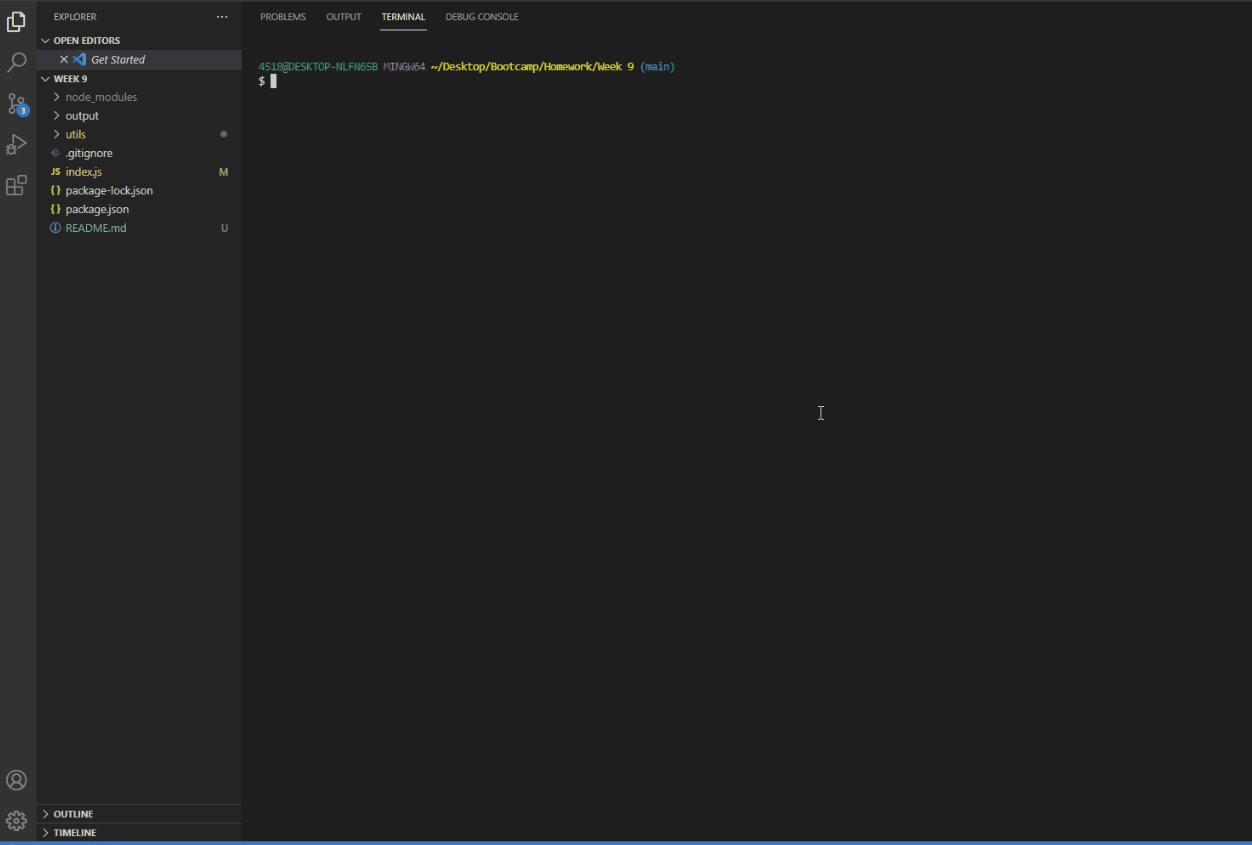 EXPLORER
OPEN EDITORS
Get Started
WEEK 9
node_modules
output
utils
.gitignore
JS index.js M
{} package-lock.json
{} package.json
README.md U
3
OUTLINE
TIMELINE
PROBLEMS OUTPUT TERMINAL DEBUG CONSOLE
4518@DESKTOP-NLFN65B MINGW64 ~/Desktop/Bootcamp/Homework/Week 9 (main)
$